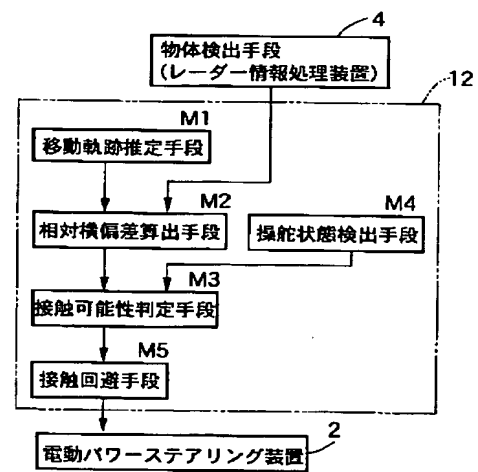 4
物体検出手段
(レーダー情報処理装置)
12
M1
移動軌跡推定手段
M2
相対横偏差算出手段
M4
操舵状態検出手段
M3
接触可能性判定手段
M5
接触回避手段
2
電動パワーステアリング装置